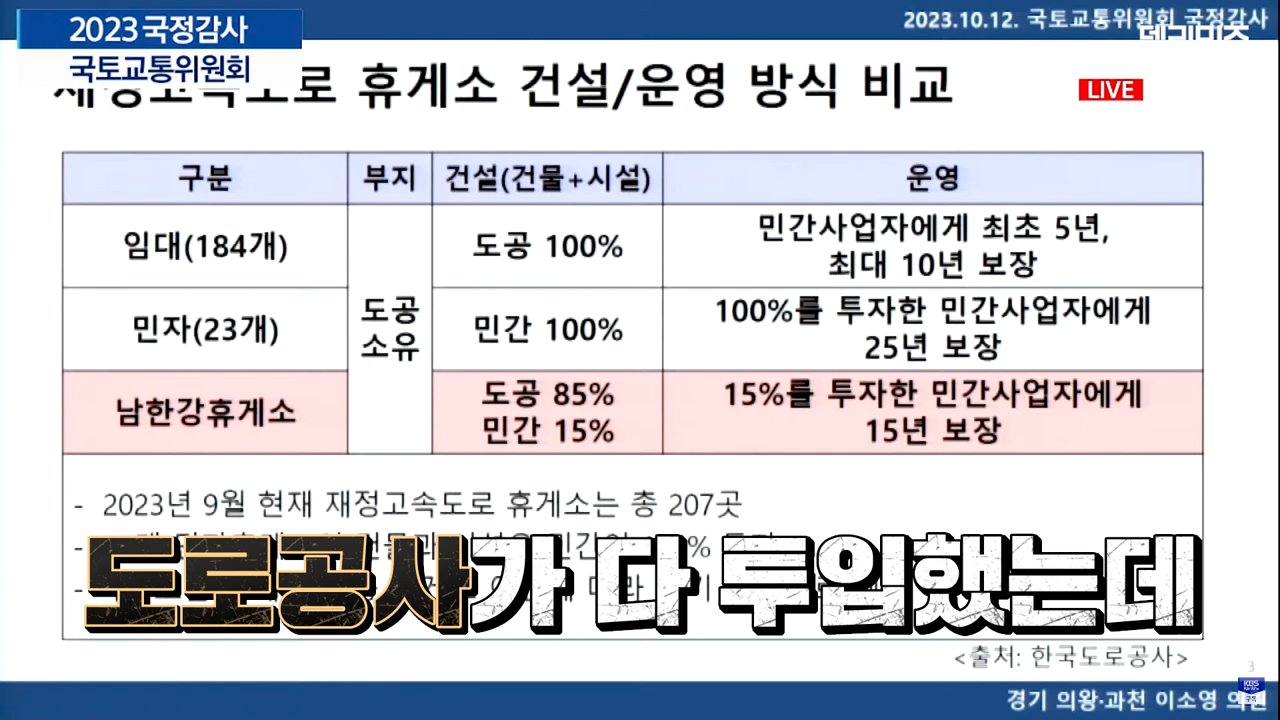 2023 국정감사
국토교통위원회
2023.10.12. 국토교통위원회 국정감사
휴게소 건설/운영 방식 비교
LIVE
구분 부지 건설(건물+시설) 운영
임대(184개) 도공 100% 민간사업자에게 최초 5년,
최대 10년 보장
도공
소유
민자(23개) 민간 100% 100%를 투자한 민간사업자에게
25년 보장
남한강휴게소 도공 85%
민간 15%
15%를 투자한 민간사업자에게
15년 보장
- 2023년 9월 현재 재정고속도로 휴게소는 총 207곳
도로공사가 다 투입했는데
<출처: 한국도로공사>
3
경기 의왕·과천 이소영 의원
KBS